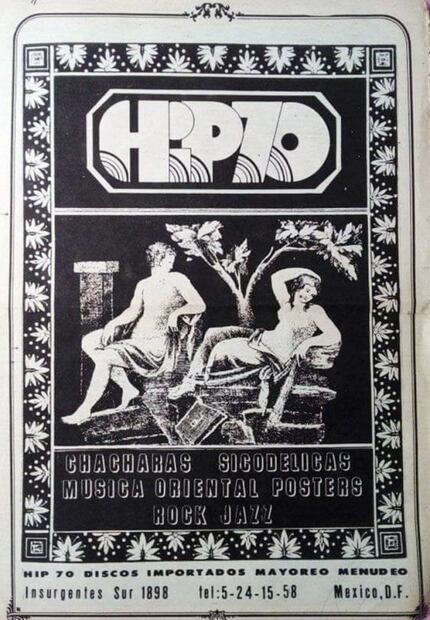 HiP70
CHACHARAS SICODELICAS
MUSICA ORIENTAL POSTERS
ROCK JAZZ
HIP 70 DISCOS IMPORTADOS MAYOREO MENUDEO
Insurgentes Sur 1898 tel:5-24-15-58 Mexico,D.F.